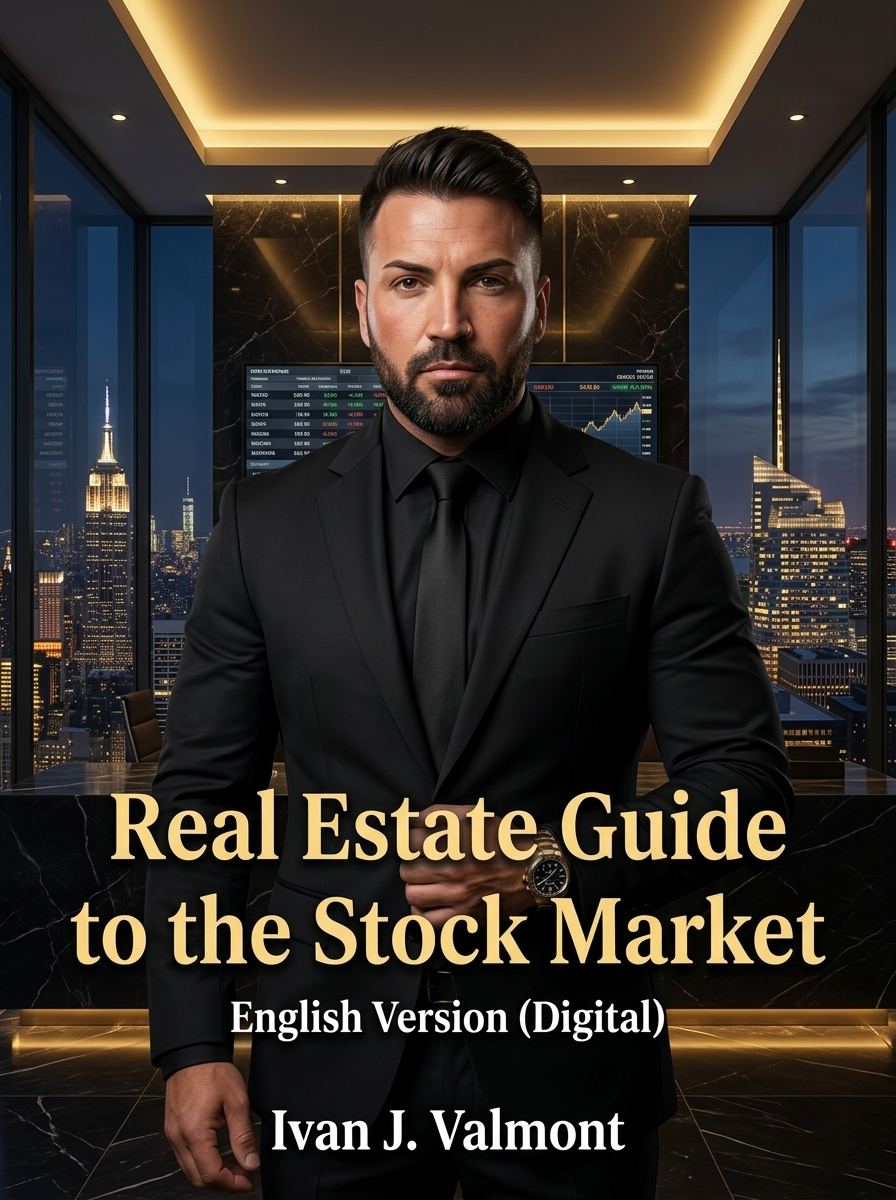 Real Estate Guide
to the Stock Market
English Version (Digital)
Ivan J. Valmont